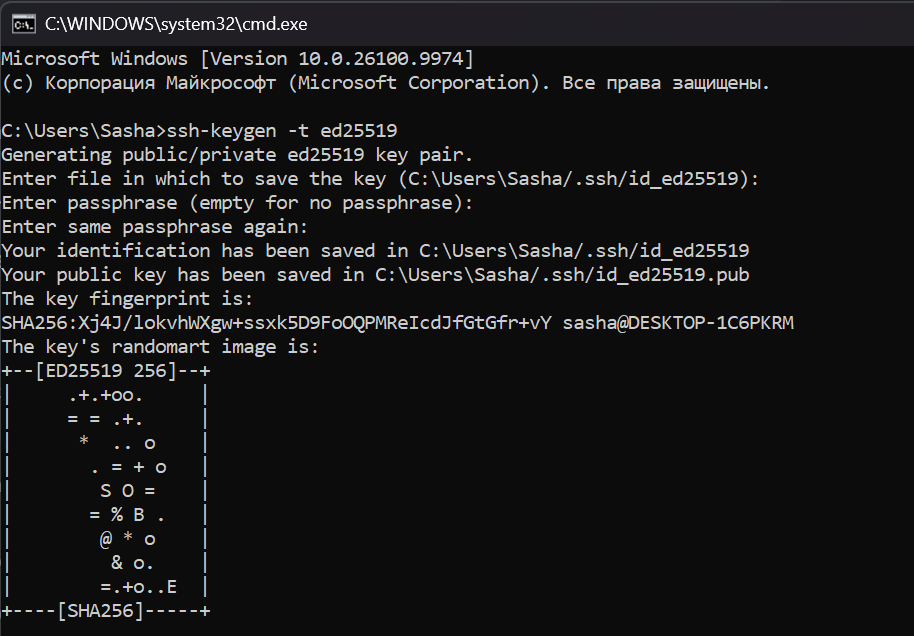 C:\WINDOWS\system32\cmd.exe
Microsoft Windows [Version 10.0.26100.9974]
(c) Корпорация Майкрософт (Microsoft Corporation). Все права защищены.

C:\Users\Sasha>ssh-keygen -t ed25519
Generating public/private ed25519 key pair.
Enter file in which to save the key (C:\Users\Sasha/.ssh/id_ed25519):
Enter passphrase (empty for no passphrase):
Enter same passphrase again:
Your identification has been saved in C:\Users\Sasha/.ssh/id_ed25519
Your public key has been saved in C:\Users\Sasha/.ssh/id_ed25519.pub
The key fingerprint is:
SHA256:Xj4J/lokvhWXgw+ssxk5D9FoOQPMReIcdJfGtGfr+vY sasha@DESKTOP-1C6PKRM
The key's randomart image is:
+--[ED25519 256]--+
|     .+.+oo.     |
|     = = .+.     |
|      *  .. o    |
|       . = + o   |
|        S O =    |
|       = % B .   |
|        @ * o    |
|         & o.    |
|        =.+o..E  |
+----[SHA256]-----+